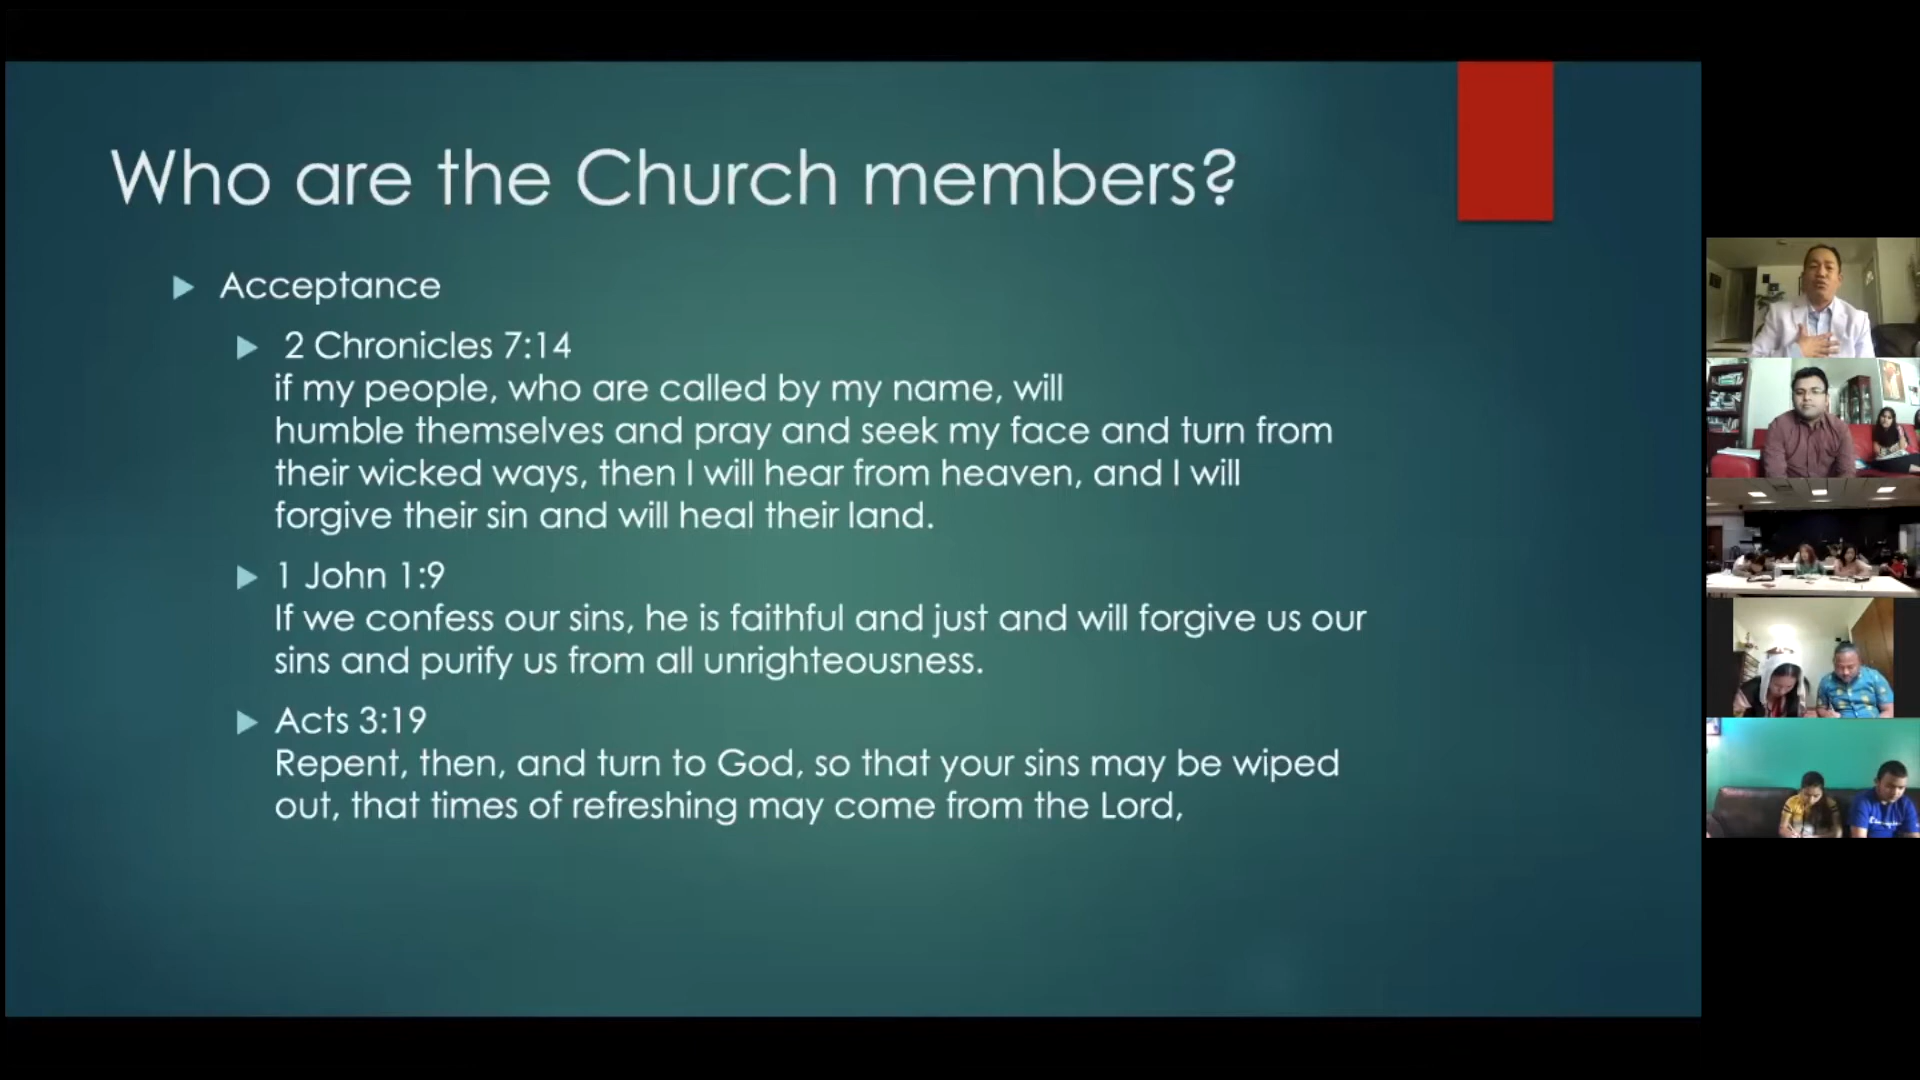 Who are the Church members?
Acceptance
2 Chronicles 7:14
if my people, who are called by my name, will
humble themselves and pray and seek my face and turn from
their wicked ways, then I will hear from heaven, and I will
forgive their sin and will heal their land.
1 John 1:9
If we confess our sins, he is faithful and just and will forgive us our
sins and purify us from all unrighteousness.
Acts 3:19
Repent, then, and turn to God, so that your sins may be wiped
out, that times of refreshing may come from the Lord,